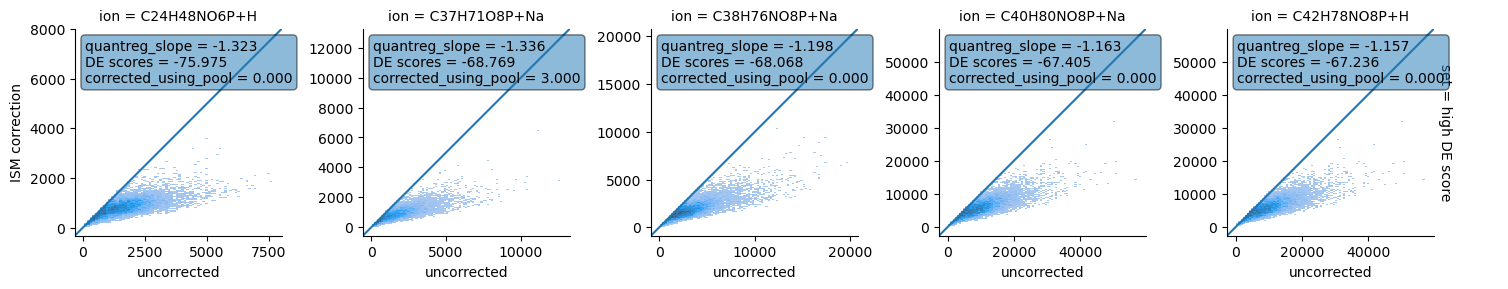 ion = C24H48NO6P+H
ion = C37H71O8P+Na
ion = C38H76NO8P+Na
ion = C40H80NO8P+Na
ion = C42H78NO8P+H
quantreg_slope = -1.323
DE scores = -75.975
corrected_using_pool = 0.000
quantreg_slope = -1.336
DE scores = -68.769
corrected_using_pool = 3.000
quantreg_slope = -1.198
DE scores = -68.068
corrected_using_pool = 0.000
quantreg_slope = -1.163
DE scores = -67.405
corrected_using_pool = 0.000
quantreg_slope = -1.157
DE scores = -67.236
corrected_using_pool = 0.000
ISM correction
8000
6000
4000
2000
0
0 5000 7500
2500
uncorrected
12000
10000
8000
6000
4000
2000
0
0 5000 10000
uncorrected
20000
15000
10000
5000
0
0 10000 20000
uncorrected
50000
40000
30000
20000
10000
0
0 20000 40000
uncorrected
50000
40000
30000
20000
10000
0
0 20000 40000
uncorrected
set = high DE score